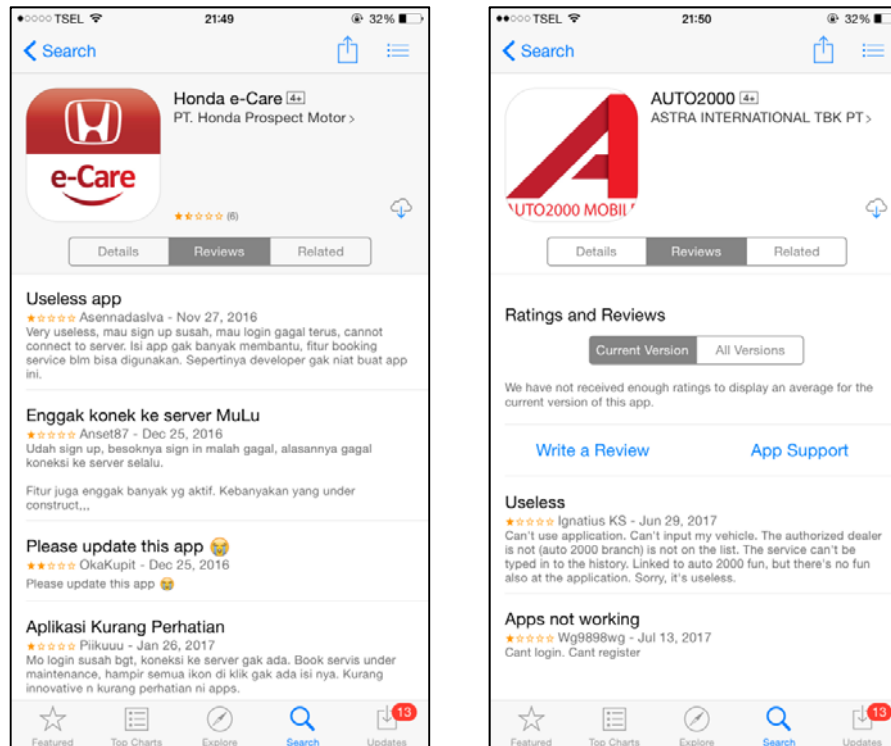 TSEL 21:49 32%
Search
Honda e-Care 4+
PT. Honda Prospect Motor >
e-Care
(6)
Details Reviews Related
Useless app
Asennadaslva - Nov 27, 2016
Very useless, mau sign up susah, mau login gagal terus, cannot
connect to server. Isi app gak banyak membantu, fitur booking
service blm bisa digunakan. Sepertinya developer gak niat buat app
ini.
Enggak konek ke server MuLu
Anset87 - Dec 25, 2016
Udah sign up, besoknya sign in malah gagal, alasannya gagal
koneksi ke server selalu.
Fitur juga enggak banyak yg aktif. Kebanyakan yang under
construct,,,
Please update this app 😭
OkaKupit - Dec 25, 2016
Please update this app 😭
Aplikasi Kurang Perhatian
Piikuuu - Jan 26, 2017
Mo login susah bgt, koneksi ke server gak ada. Book servis under
maintenance, hampir semua ikon di klik gak ada isi nya. Kurang
innovative n kurang perhatian ni apps.
13
Featured Top Charts Explore Search Updates
TSEL 21:50 32%
Search
AUTO2000 4+
ASTRA INTERNATIONAL TBK PT >
UTO2000 MOBIL
Details Reviews Related
Ratings and Reviews
Current Version All Versions
We have not received enough ratings to display an average for the
current version of this app.
Write a Review App Support
Useless
Ignatius KS - Jun 29, 2017
Can't use application. Can't input my vehicle. The authorized dealer
is not (auto 2000 branch) is not on the list. The service can't be
typed in to the history. Linked to auto 2000 fun, but there's no fun
also at the application. Sorry, it's useless.
Apps not working
Wg9898wg - Jul 13, 2017
Cant login. Cant register
13
Featured Top Charts Explore Search Updates